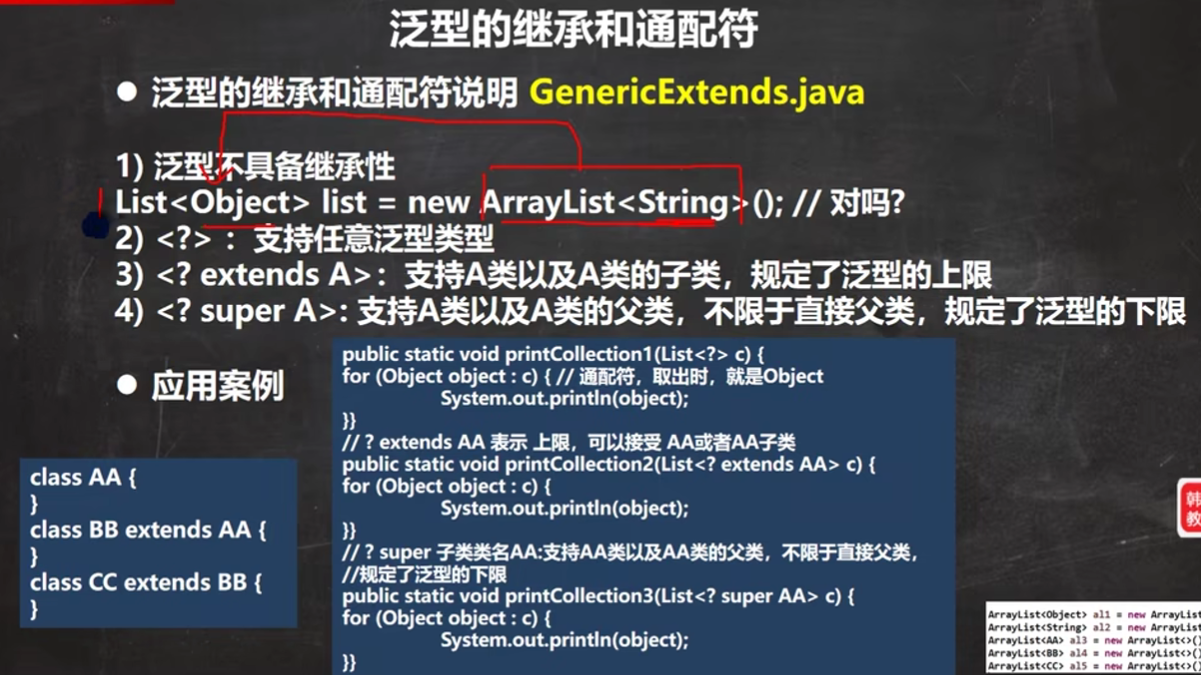 泛型的继承和通配符
● 泛型的继承和通配符说明 GenericExtends.java
1) 泛型不具备继承性
List<Object> list = new ArrayList<String>(); // 对吗?
2) <?> ：支持任意泛型类型
3) <? extends A>：支持A类以及A类的子类，规定了泛型的上限
4) <? super A>: 支持A类以及A类的父类，不限于直接父类，规定了泛型的下限
● 应用案例
class AA {
}
class BB extends AA {
}
class CC extends BB {
}
public static void printCollection1(List<?> c) {
for (Object object : c) { // 通配符，取出时，就是Object
System.out.println(object);
}}
// ? extends AA 表示 上限，可以接受 AA或者AA子类
public static void printCollection2(List<? extends AA> c) {
for (Object object : c) {
System.out.println(object);
}}
// ? super 子类类名AA:支持AA类以及AA类的父类，不限于直接父类，
//规定了泛型的下限
public static void printCollection3(List<? super AA> c) {
for (Object object : c) {
System.out.println(object);
}}
韩
教
ArrayList<Object> al1 = new ArrayList
ArrayList<String> al2 = new ArrayList
ArrayList<AA> al3 = new ArrayList<>()
ArrayList<BB> al4 = new ArrayList<>()
ArrayList<CC> al5 = new ArrayList<>()